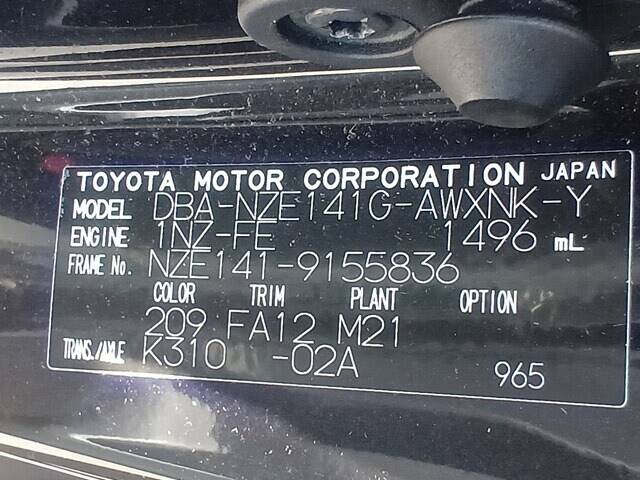 TOYOTA MOTOR CORPORATION JAPAN
MODEL DBA-NZE141G-AWXNK-Y
ENGINE 1NZ-FE 1496 mL
FRAME No. NZE141-9155836
COLOR TRIM PLANT OPTION
209 FA12 M21
TRANS./AXLE K310 -02A
965